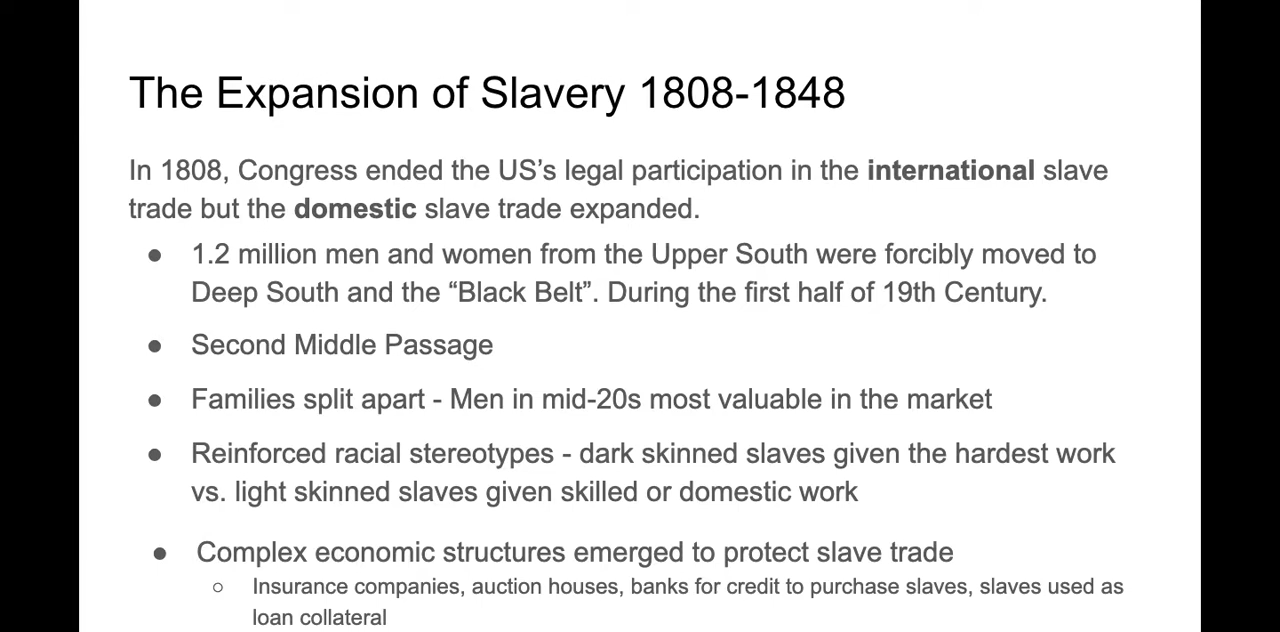 The Expansion of Slavery 1808-1848
In 1808, Congress ended the US’s legal participation in the international slave
trade but the domestic slave trade expanded.
● 1.2 million men and women from the Upper South were forcibly moved to
Deep South and the “Black Belt”. During the first half of 19th Century.
● Second Middle Passage
● Families split apart - Men in mid-20s most valuable in the market
● Reinforced racial stereotypes - dark skinned slaves given the hardest work
vs. light skinned slaves given skilled or domestic work
● Complex economic structures emerged to protect slave trade
○ Insurance companies, auction houses, banks for credit to purchase slaves, slaves used as
loan collateral